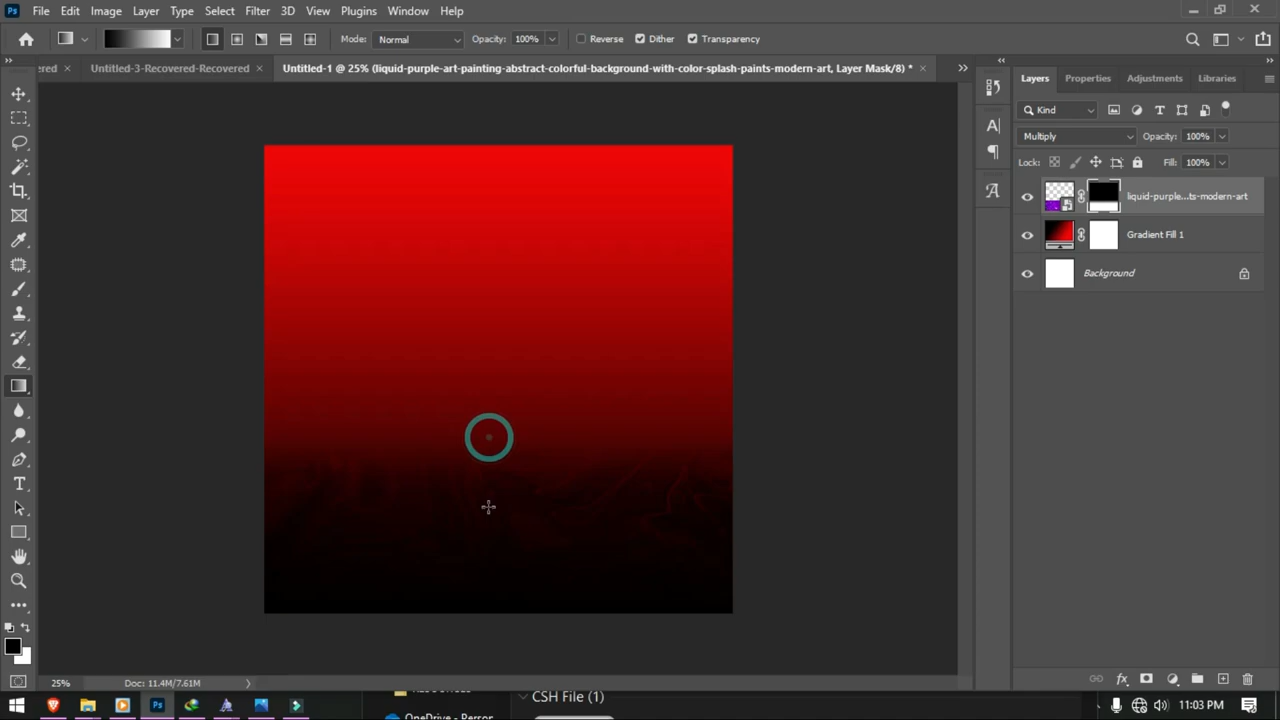 Ps File Edit Image Layer Type Select Filter 3D View Plugins Window Help
Mode: Normal Opacity: 100% Reverse Dither Transparency
ered × Untitled-3-Recovered-Recovered × Untitled-1 @ 25% (liquid-purple-art-painting-abstract-colorful-background-with-color-splash-paints-modern-art, Layer Mask/8) * ×
Layers Properties Adjustments Libraries
Kind
Multiply Opacity: 100%
Lock: Fill: 100%
liquid-purple...ts-modern-art
Gradient Fill 1
Background
25% Doc: 11.4M/7.61M
CSH File (1)
OneDrive - Person
11:03 PM